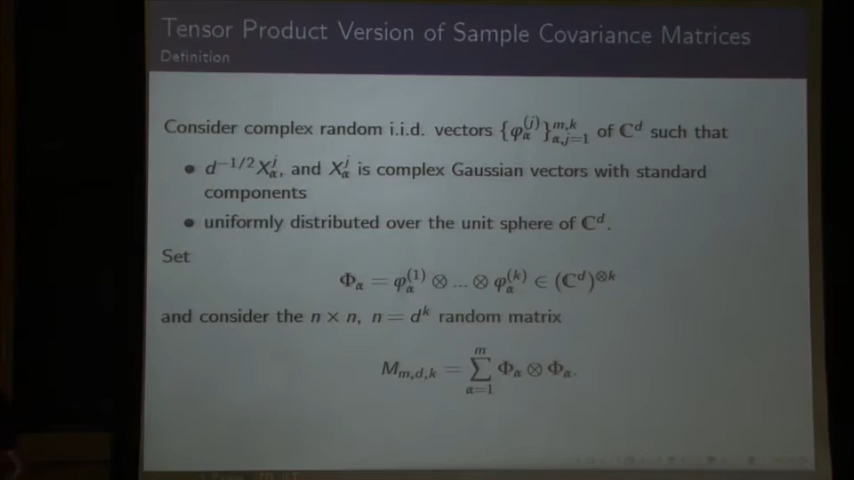 Tensor Product Version of Sample Covariance Matrices
Definition
Consider complex random i.i.d. vectors {φ_α^(j)}_{α,j=1}^{m,k} of ℂ^d such that
● d^{−1/2}X_α^j, and X_α^j is complex Gaussian vectors with standard
components
● uniformly distributed over the unit sphere of ℂ^d.
Set
Φ_α = φ_α^(1) ⊗ ... ⊗ φ_α^(k) ∈ (ℂ^d)^{⊗k}
and consider the n × n, n = d^k random matrix
M_{m,d,k} = ∑_{α=1}^{m} Φ_α ⊗ Φ_α.